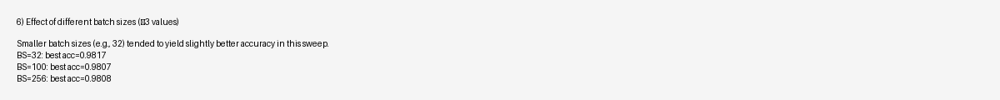 6) Effect of different batch sizes (▯3 values)
Smaller batch sizes (e.g., 32) tended to yield slightly better accuracy in this sweep.
BS=32: best acc=0.9817
BS=100: best acc=0.9807
BS=256: best acc=0.9808